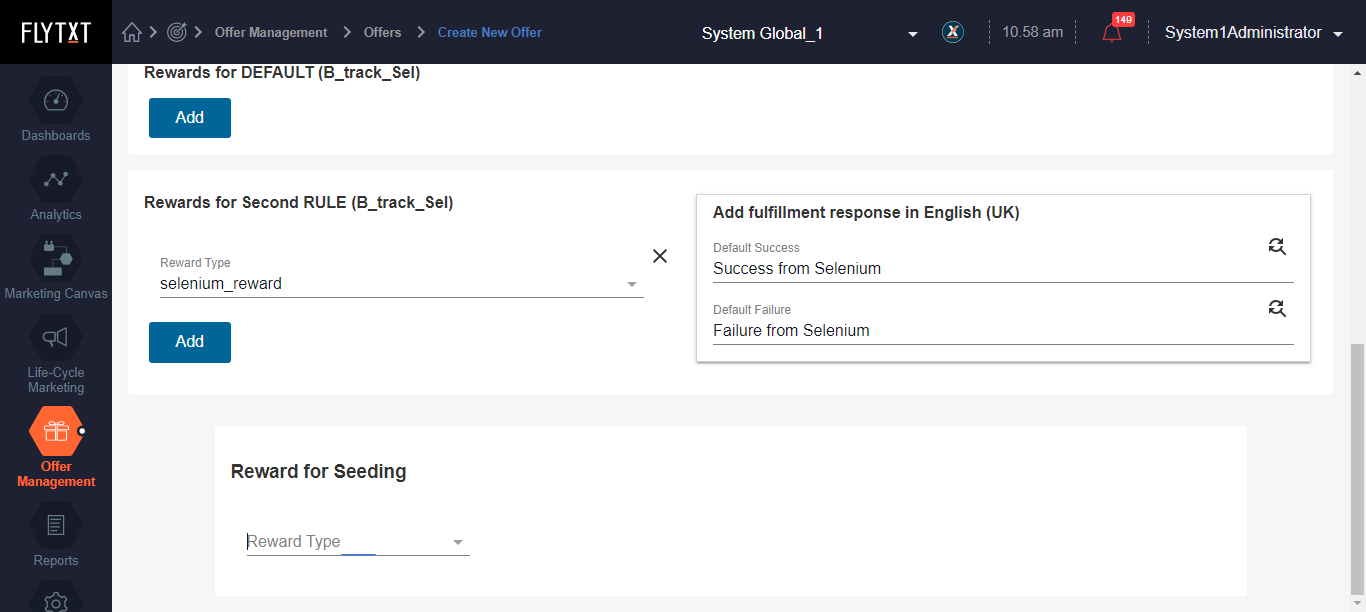 FLYTXT
Offer Management
Offers
Create New Offer
System Global_1
X
10.58 am
149
System1Administrator
Dashboards
Analytics
Marketing Canvas
Life-Cycle
Marketing
Offer
Management
Reports
Rewards for DEFAULT (B_track_Sel)
Add
Rewards for Second RULE (B_track_Sel)
Reward Type
selenium_reward
Add
Add fulfillment response in English (UK)
Default Success
Success from Selenium
Default Failure
Failure from Selenium
Reward for Seeding
Reward Type